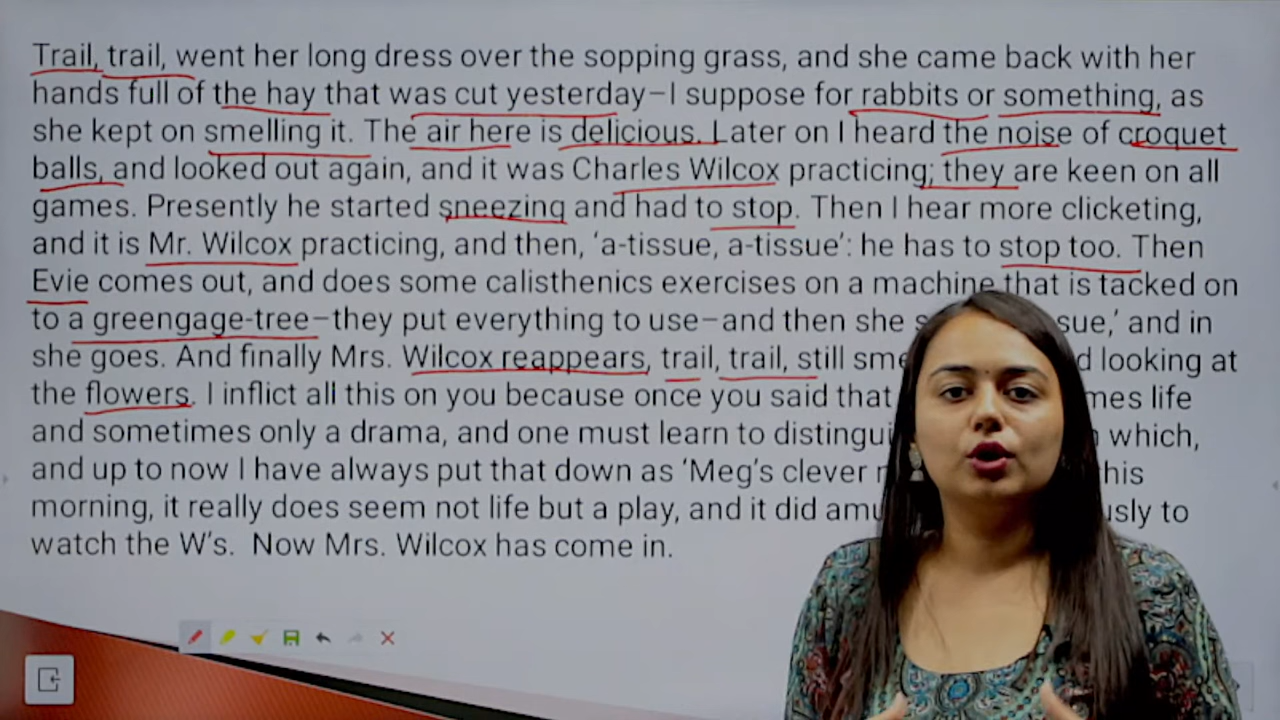 Trail, trail, went her long dress over the sopping grass, and she came back with her
hands full of the hay that was cut yesterday–I suppose for rabbits or something, as
she kept on smelling it. The air here is delicious. Later on I heard the noise of croquet
balls, and looked out again, and it was Charles Wilcox practicing; they are keen on all
games. Presently he started sneezing and had to stop. Then I hear more clicketing,
and it is Mr. Wilcox practicing, and then, ‘a-tissue, a-tissue’: he has to stop too. Then
Evie comes out, and does some calisthenics exercises on a machine that is tacked on
to a greengage-tree–they put everything to use–and then she sue,’ and in
she goes. And finally Mrs. Wilcox reappears, trail, trail, still looking at
the flowers. I inflict all this on you because once you said that life
and sometimes only a drama, and one must learn to which,
and up to now I have always put that down as ‘Meg’s clever this
morning, it really does seem not life but a play, and it did to
watch the W’s. Now Mrs. Wilcox has come in.